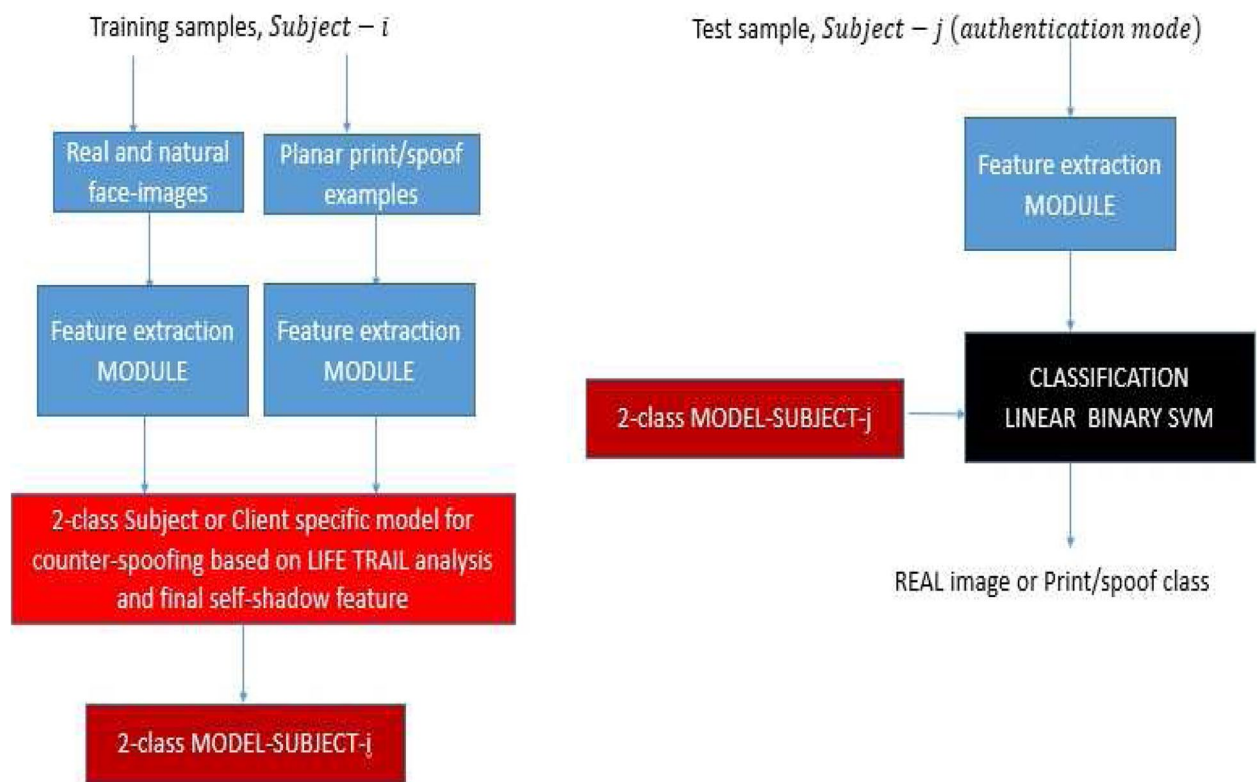 Training samples, Subject − i
Real and natural
face-images
Planar print/spoof
examples
Feature extraction
MODULE
Feature extraction
MODULE
2-class Subject or Client specific model for
counter-spoofing based on LIFE TRAIL analysis
and final self-shadow feature
2-class MODEL-SUBJECT-i
Test sample, Subject − j (authentication mode)
Feature extraction
MODULE
2-class MODEL-SUBJECT-j
CLASSIFICATION
LINEAR BINARY SVM
REAL image or Print/spoof class